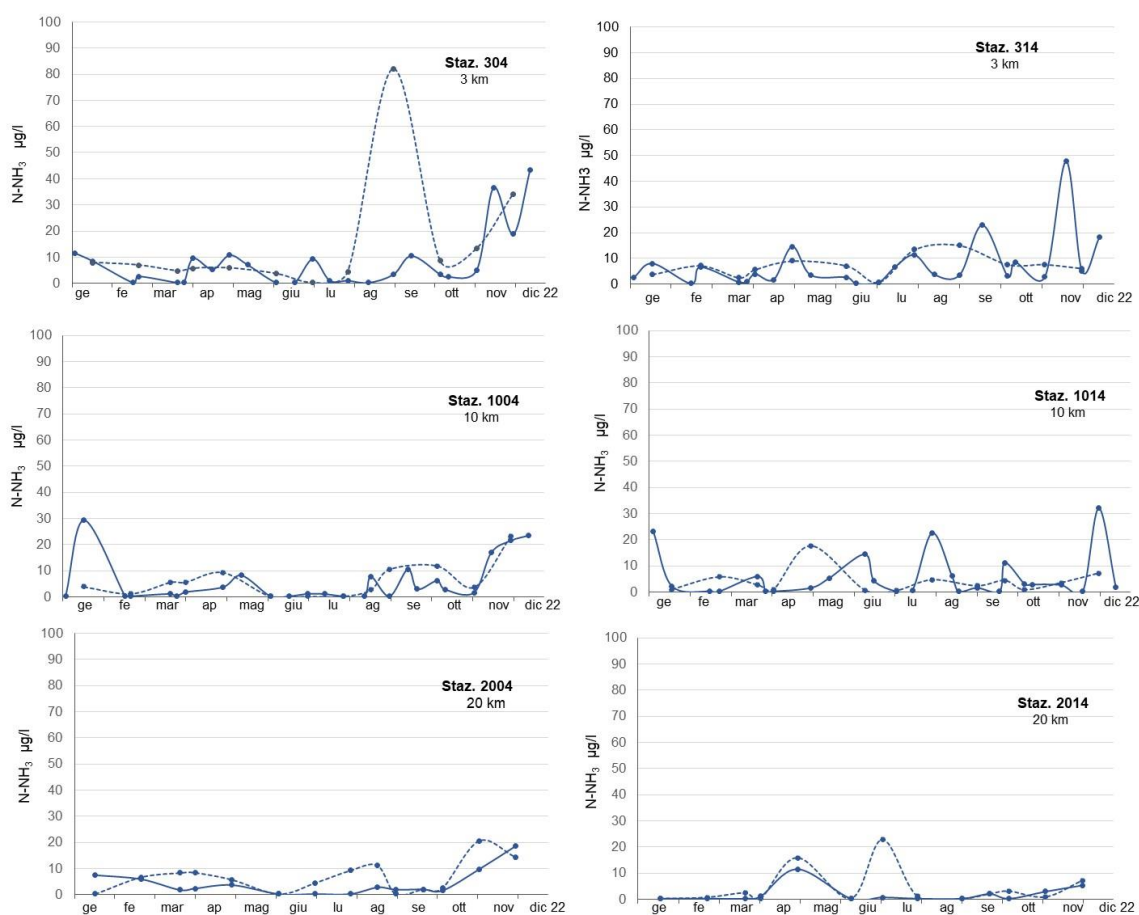 100
90
80
70
60
50
40
30
20
10
0
N-NH₃ µg/l
Staz. 304
3 km
ge fe mar ap mag giu lu ag se ott nov dic 22
100
90
80
70
60
50
40
30
20
10
0
N-NH3 µg/l
Staz. 314
3 km
ge fe mar ap mag giu lu ag se ott nov dic 22
100
90
80
70
60
50
40
30
20
10
0
N-NH₃ µg/l
Staz. 1004
10 km
ge fe mar ap mag giu lu ag se ott nov dic 22
100
90
80
70
60
50
40
30
20
10
0
N-NH₃ µg/l
Staz. 1014
10 km
ge fe mar ap mag giu lu ag se ott nov dic 22
100
90
80
70
60
50
40
30
20
10
0
N-NH₃ µg/l
Staz. 2004
20 km
ge fe mar ap mag giu lu ag se ott nov dic 22
100
90
80
70
60
50
40
30
20
10
0
N-NH₃ µg/l
Staz. 2014
20 km
ge fe mar ap mag giu lu ag se ott nov dic 22